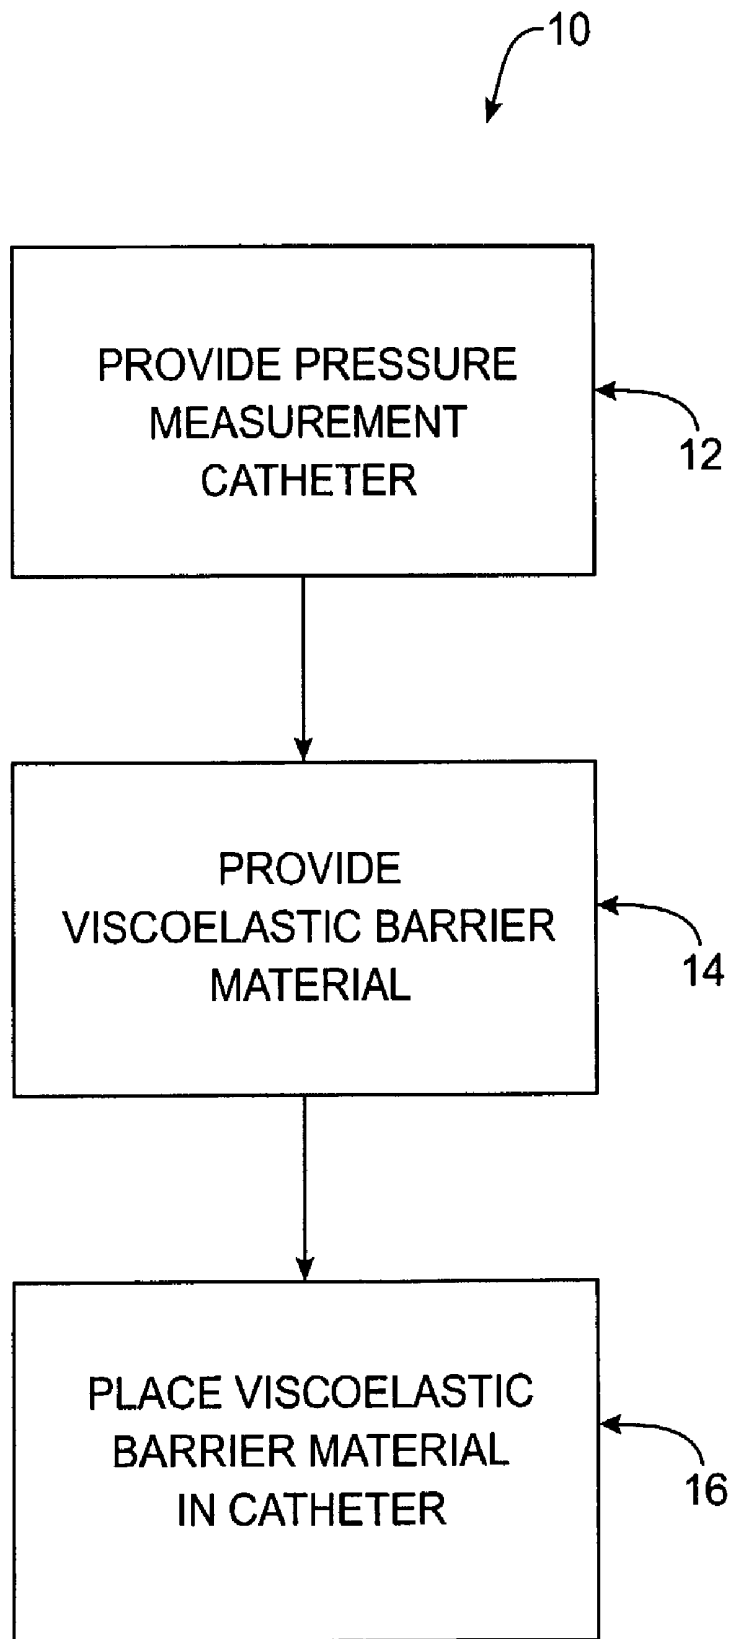 10
PROVIDE PRESSURE
MEASUREMENT
CATHETER
12
PROVIDE
VISCOELASTIC BARRIER
MATERIAL
14
PLACE VISCOELASTIC
BARRIER MATERIAL
IN CATHETER
16